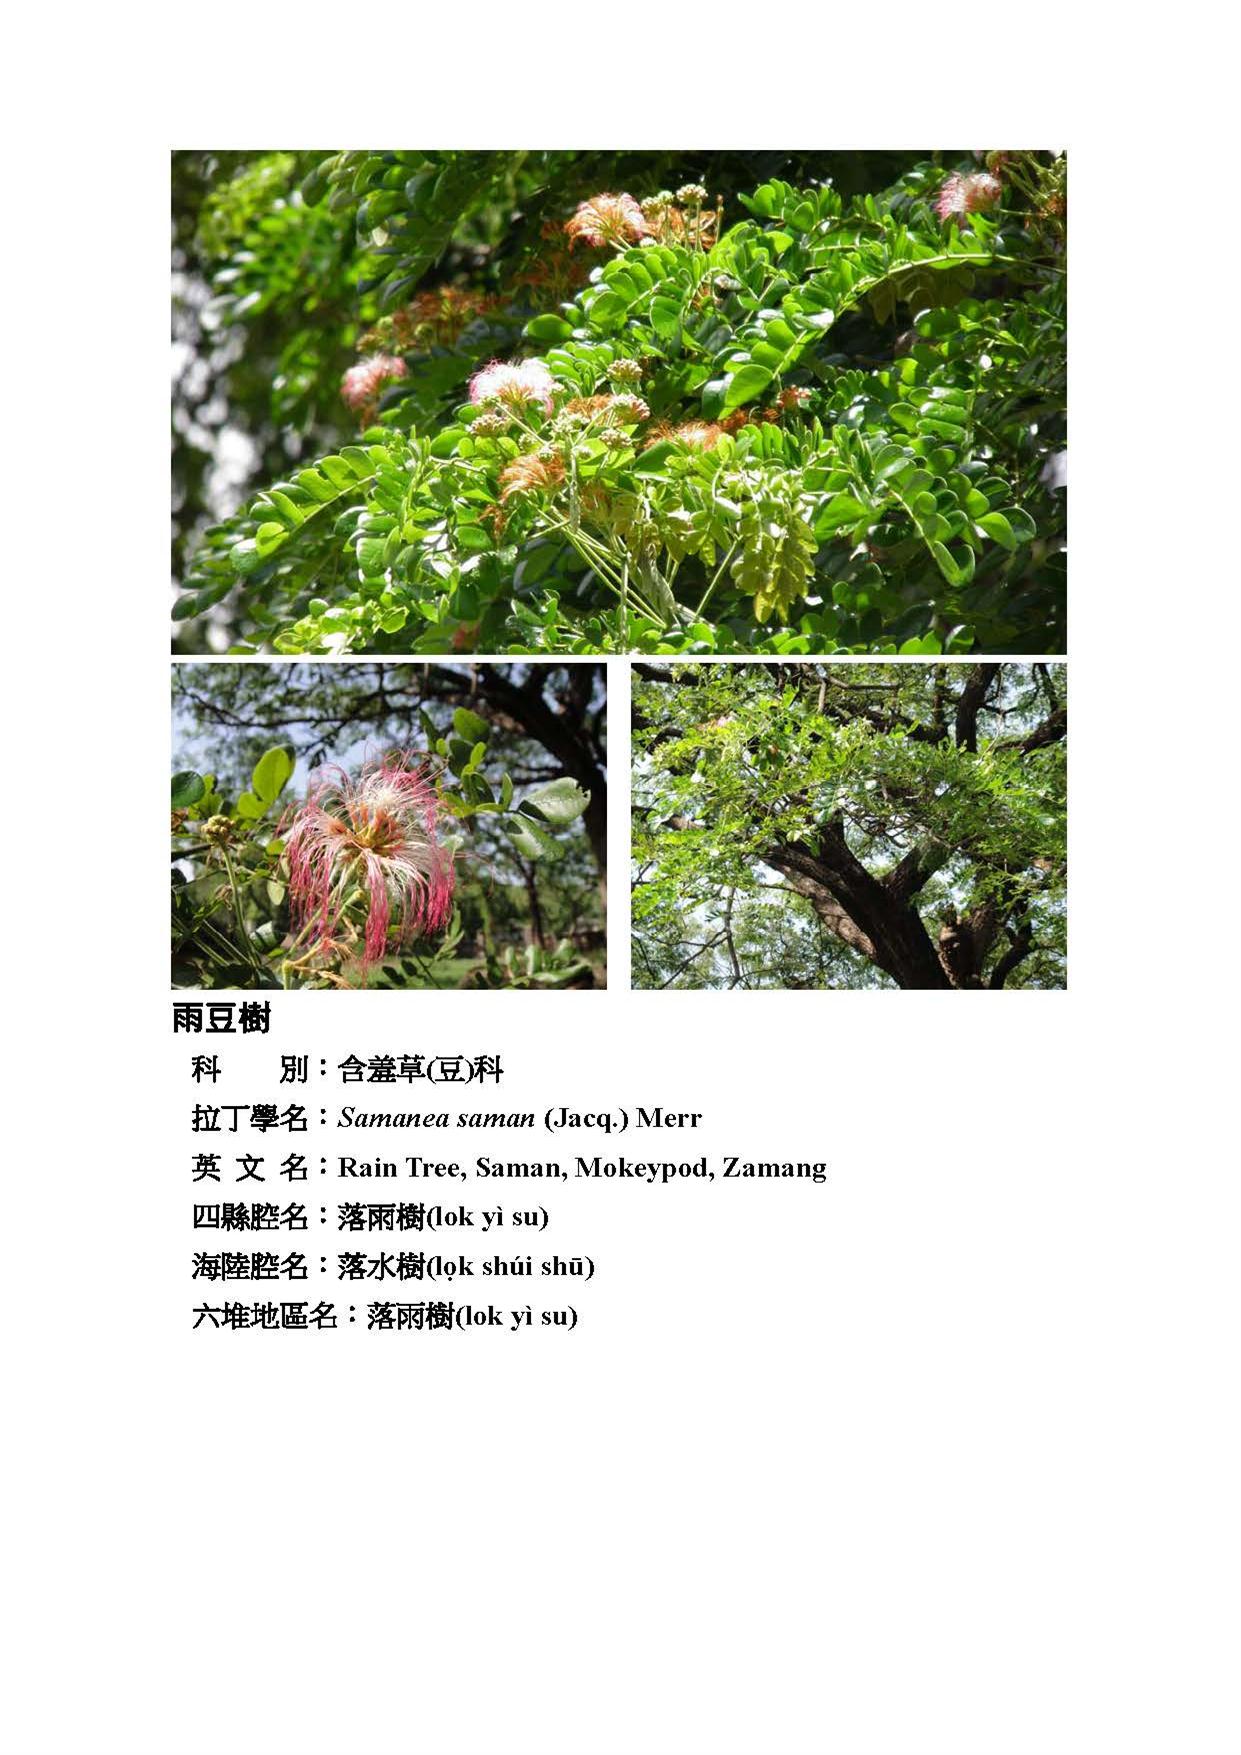 雨豆樹
科　　別：含羞草(豆)科
拉丁學名：Samanea saman (Jacq.) Merr
英 文 名：Rain Tree, Saman, Mokeypod, Zamang
四縣腔名：落雨樹(lok yì su)
海陸腔名：落水樹(lo̤k shúi shū)
六堆地區名：落雨樹(lok yì su)